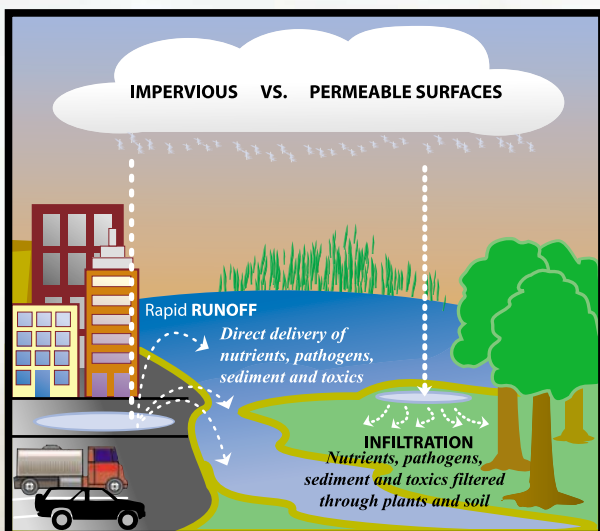 IMPERVIOUS VS. PERMEABLE SURFACES
Rapid RUNOFF
Direct delivery of
nutrients, pathogens,
sediment and toxics
INFILTRATION
Nutrients, pathogens,
sediment and toxics filtered
through plants and soil